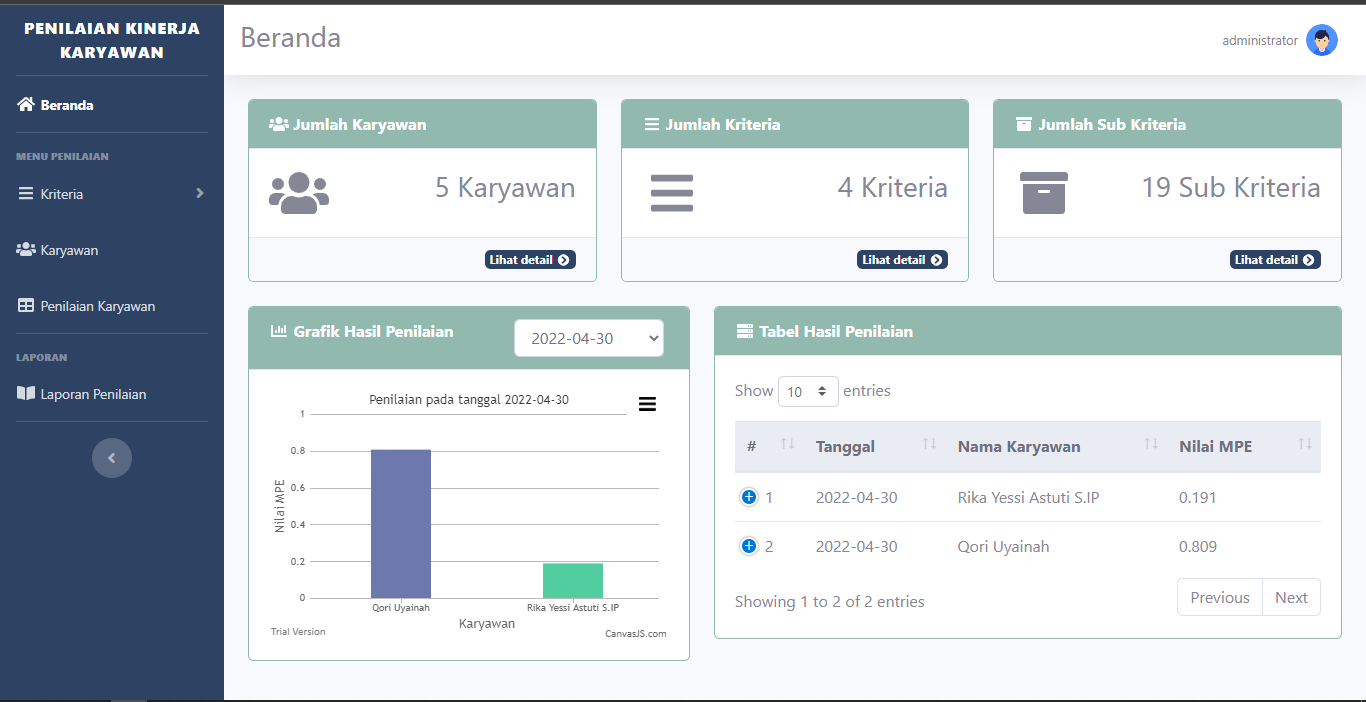 PENILAIAN KINERJA
KARYAWAN
Beranda
MENU PENILAIAN
Kriteria
Karyawan
Penilaian Karyawan
LAPORAN
Laporan Penilaian
Beranda
administrator
Jumlah Karyawan
5 Karyawan
Lihat detail
Jumlah Kriteria
4 Kriteria
Lihat detail
Jumlah Sub Kriteria
19 Sub Kriteria
Lihat detail
Grafik Hasil Penilaian
2022-04-30
Penilaian pada tanggal 2022-04-30
1
0.8
0.6
0.4
0.2
0
Nilai MPE
Qori Uyainah
Rika Yessi Astuti S.IP
Karyawan
Trial Version
CanvasJS.com
Tabel Hasil Penilaian
Show 10 entries
# Tanggal Nama Karyawan Nilai MPE
1 2022-04-30 Rika Yessi Astuti S.IP 0.191
2 2022-04-30 Qori Uyainah 0.809
Showing 1 to 2 of 2 entries
Previous Next